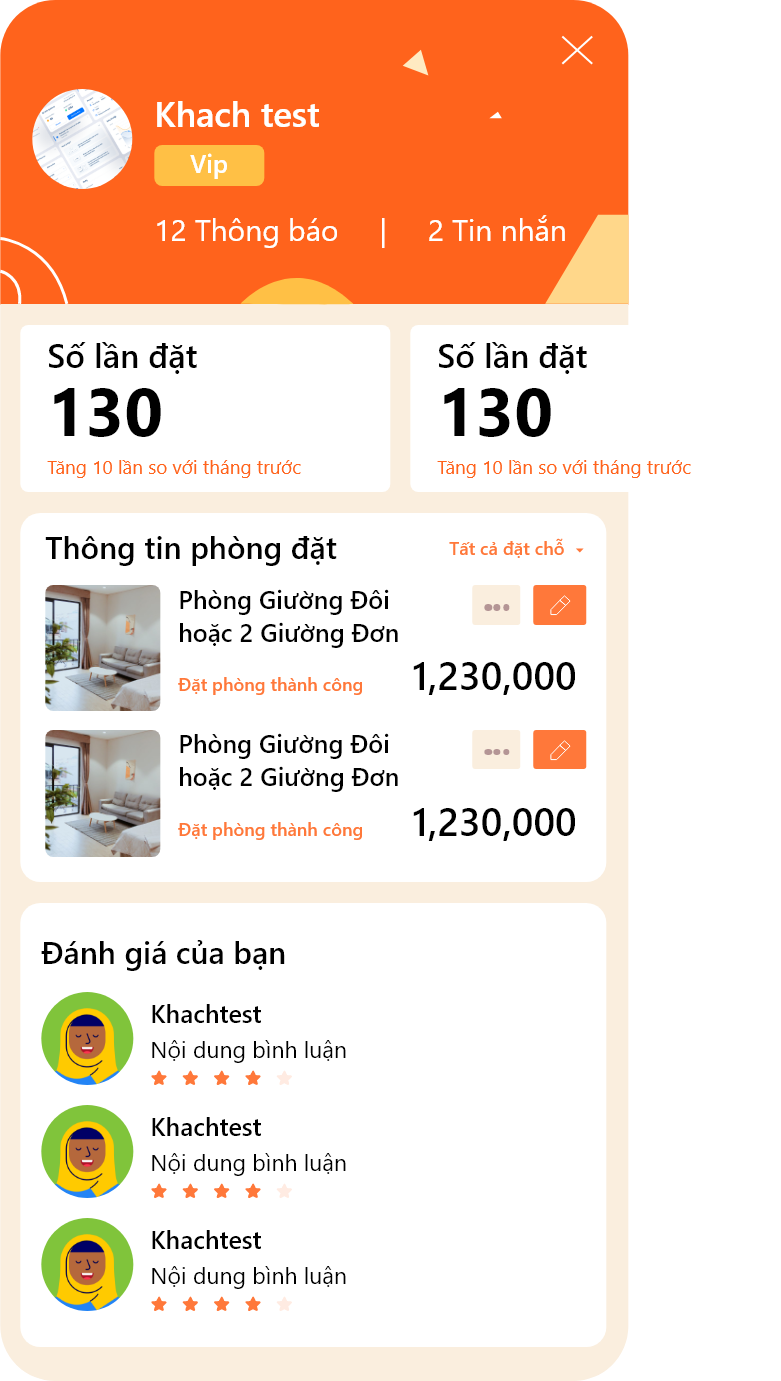 Khach test
Vip
12 Thông báo | 2 Tin nhắn
Số lần đặt
130
Tăng 10 lần so với tháng trước
Số lần đặt
130
Tăng 10 lần so với tháng trước
Thông tin phòng đặt
Tất cả đặt chỗ
Phòng Giường Đôi
hoặc 2 Giường Đơn
Đặt phòng thành công
1,230,000
Phòng Giường Đôi
hoặc 2 Giường Đơn
Đặt phòng thành công
1,230,000
Đánh giá của bạn
Khachtest
Nội dung bình luận
Khachtest
Nội dung bình luận
Khachtest
Nội dung bình luận